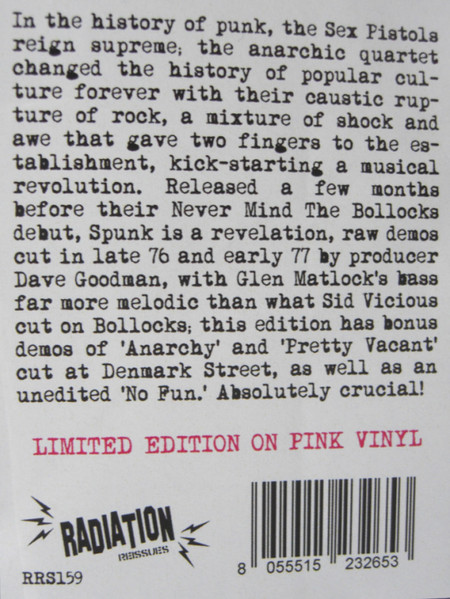 In the history of punk, the Sex Pistols
reign supreme; the anarchic quartet
changed the history of popular cul-
ture forever with their caustic rup-
ture of rock, a mixture of shock and
awe that gave two fingers to the es-
tablishment, kick-starting a musical
revolution. Released a few months
before their Never Mind The Bollocks
debut, Spunk is a revelation, raw demos
cut in late 76 and early 77 by producer
Dave Goodman, with Glen Matlock's bass
far more melodic than what Sid Vicious
cut on Bollocks; this edition has bonus
demos of 'Anarchy' and 'Pretty Vacant'
cut at Denmark Street, as well as an
unedited 'No Fun.' Absolutely crucial!
LIMITED EDITION ON PINK VINYL
RADIATION
REISSUES
RRS159
8 055515 232653